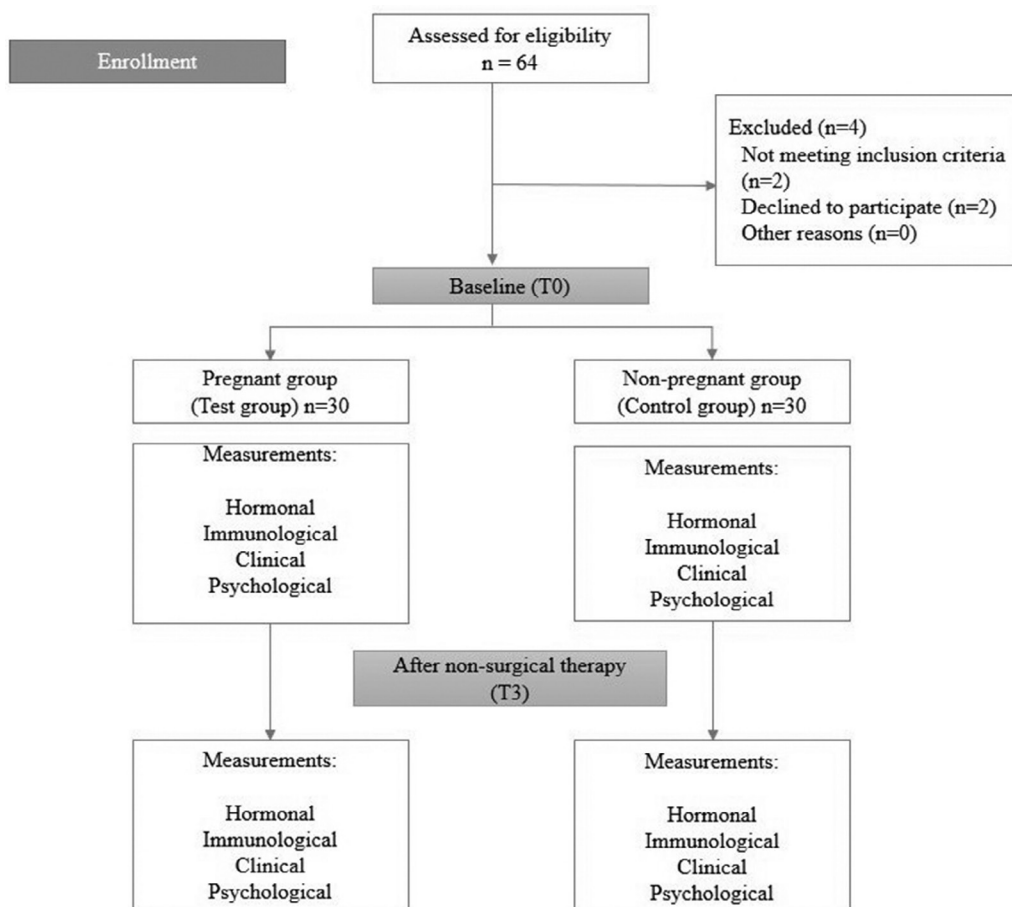 Enrollment
Assessed for eligibility
n = 64
Excluded (n=4)
Not meeting inclusion criteria
(n=2)
Declined to participate (n=2)
Other reasons (n=0)
Baseline (T0)
Pregnant group
(Test group) n=30
Non-pregnant group
(Control group) n=30
Measurements:
Hormonal
Immunological
Clinical
Psychological
Measurements:
Hormonal
Immunological
Clinical
Psychological
After non-surgical therapy
(T3)
Measurements:
Hormonal
Immunological
Clinical
Psychological
Measurements:
Hormonal
Immunological
Clinical
Psychological